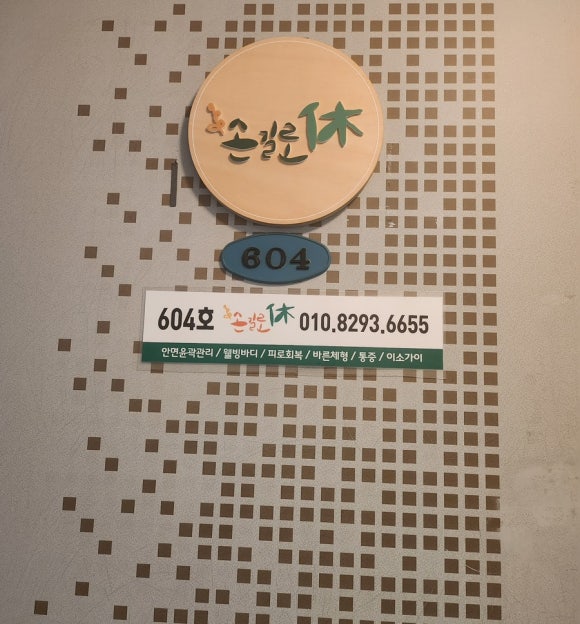 손길로休
604
604호 손길로休 010.8293.6655
안면윤곽관리 / 웰빙바디 / 피로회복 / 바른체형 / 통증 / 이소가이